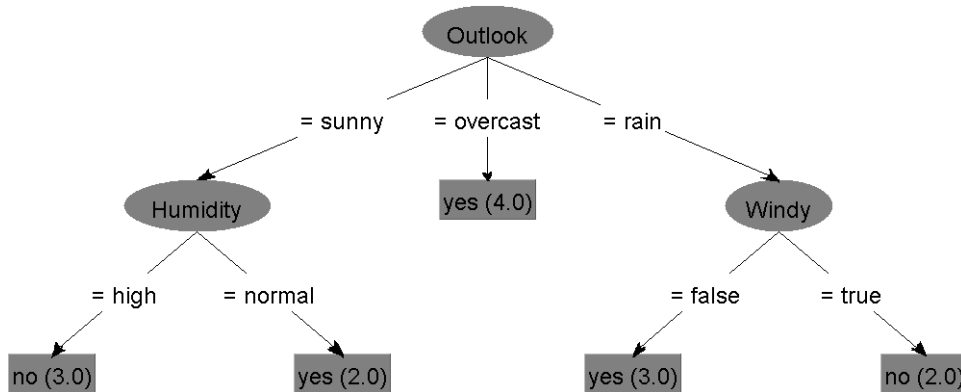 Outlook
= sunny
= overcast
= rain
Humidity
yes (4.0)
Windy
= high
= normal
= false
= true
no (3.0)
yes (2.0)
yes (3.0)
no (2.0)